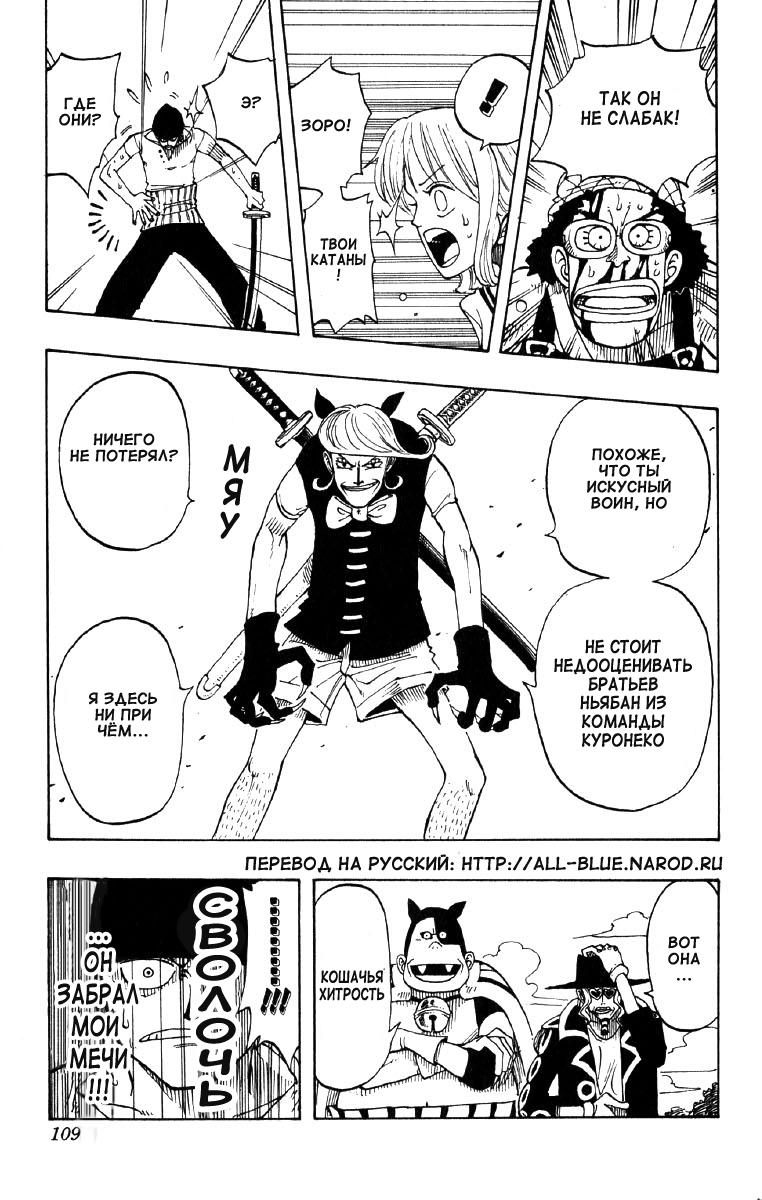 ТАК ОН
НЕ СЛАБАК!
!
ЗОРО!
ТВОИ
КАТАНЫ
!
Э?
ГДЕ
ОНИ?
ПОХОЖЕ,
ЧТО ТЫ
ИСКУСНЫЙ
ВОИН, НО
НЕ СТОИТ
НЕДООЦЕНИВАТЬ
БРАТЬЕВ
НЬЯБАН ИЗ
КОМАНДЫ
КУРОНЕКО
МЯУ
НИЧЕГО
НЕ ПОТЕРЯЛ?
Я ЗДЕСЬ
НИ ПРИ
ЧЁМ...
ПЕРЕВОД НА РУССКИЙ: HTTP://ALL-BLUE.NAROD.RU
ВОТ
ОНА
...
КОШАЧЬЯ
ХИТРОСТЬ
.........!!!
СВОЛОЧЬ
...
ОН
ЗАБРАЛ
МОИ
МЕЧИ
!!!
109